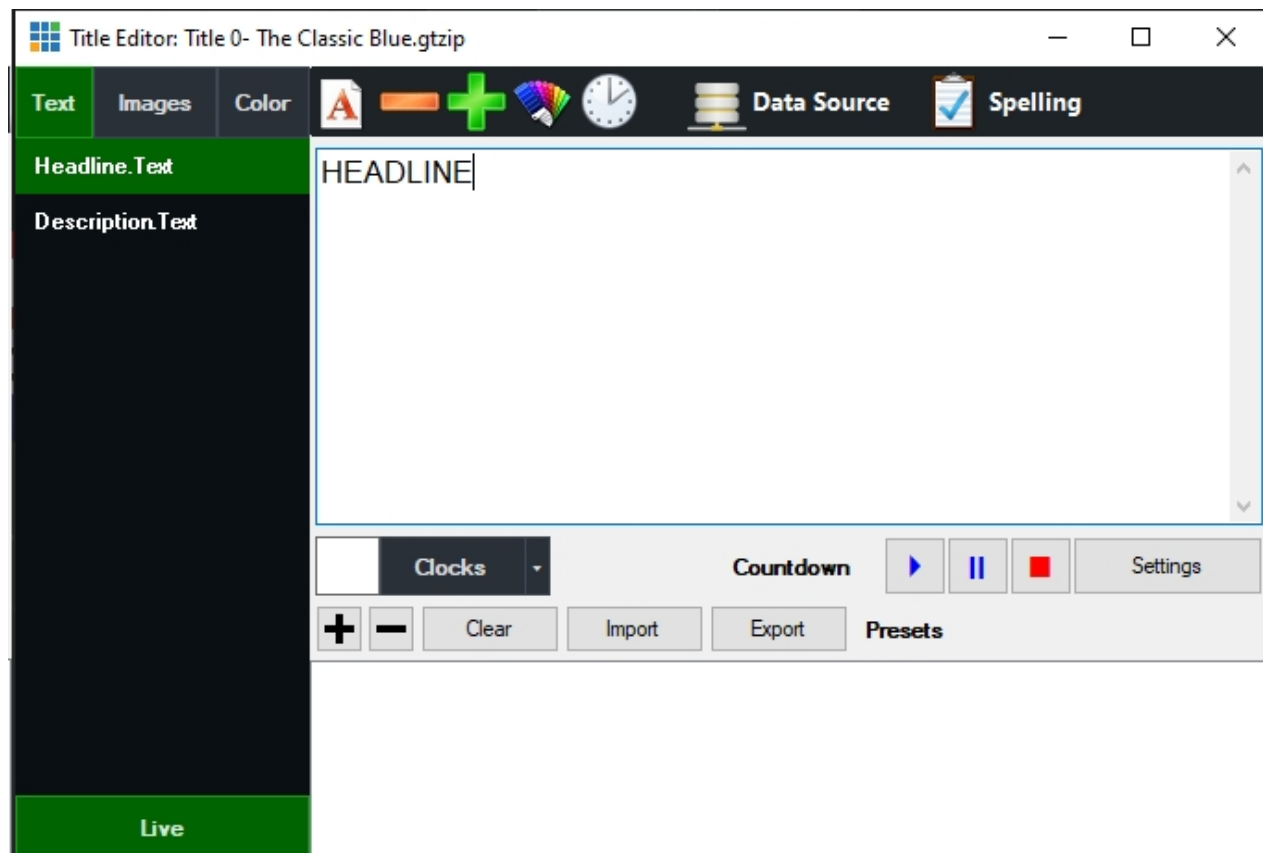 Title Editor: Title 0- The Classic Blue.gtzip
Text Images Color A Data Source Spelling
Headline.Text
Description.Text
HEADLINE
Clocks Countdown Settings
Clear Import Export Presets
Live